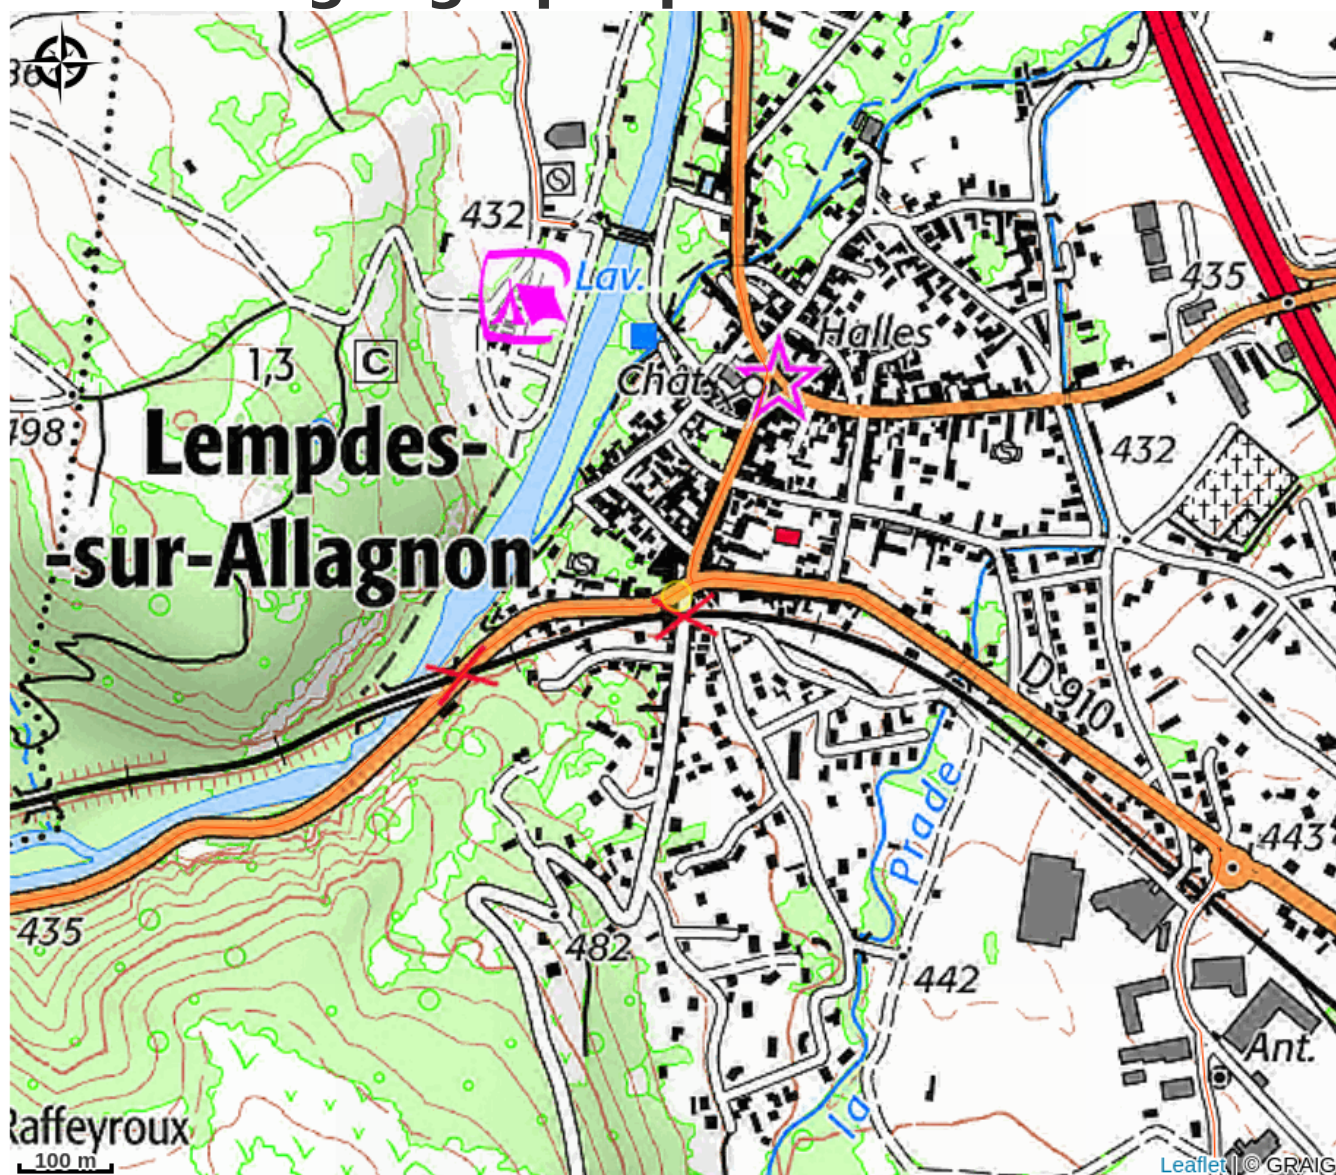 432
Lav.
435
Halles
1,3
C
Chât.
498
Lempdes-
432
-sur-Allagnon
D 910
Prade
443
435
482
442
la
Ant.
Raffeyroux
100 m
Leaflet | © GRAIG